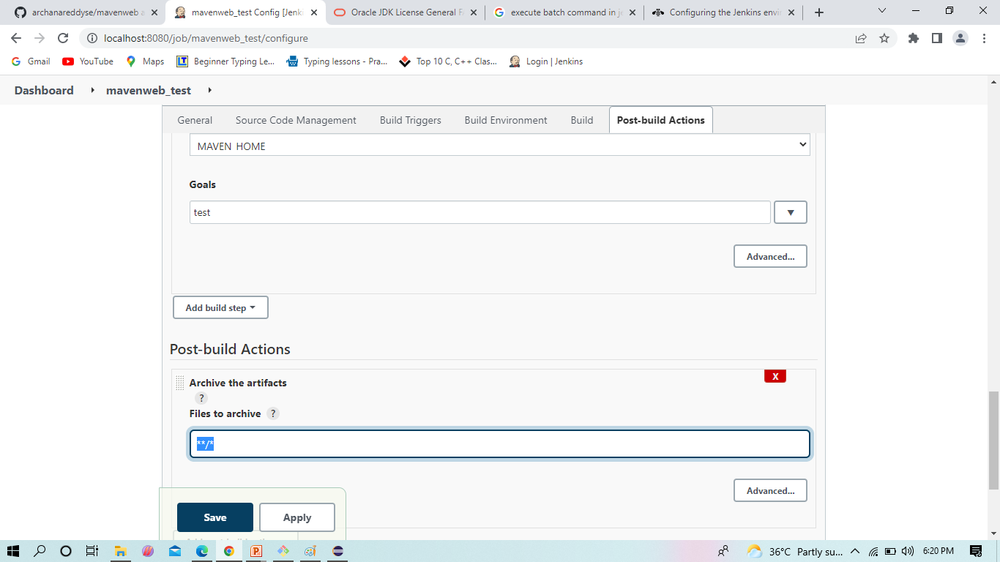 archanareddyse/mavenweb a
mavenweb_test Config [Jenk
Oracle JDK License General F
execute batch command in je
Configuring the Jenkins envi
localhost:8080/job/mavenweb_test/configure
Gmail
YouTube
Maps
Beginner Typing Le...
Typing lessons - Pra...
Top 10 C, C++ Clas...
Login | Jenkins
Dashboard
mavenweb_test
General
Source Code Management
Build Triggers
Build Environment
Build
Post-build Actions
MAVEN_HOME
Goals
test
Advanced...
Add build step
Post-build Actions
X
Archive the artifacts
?
Files to archive ?
**/*
Advanced...
Save
Apply
36°C Partly su...
6:20 PM